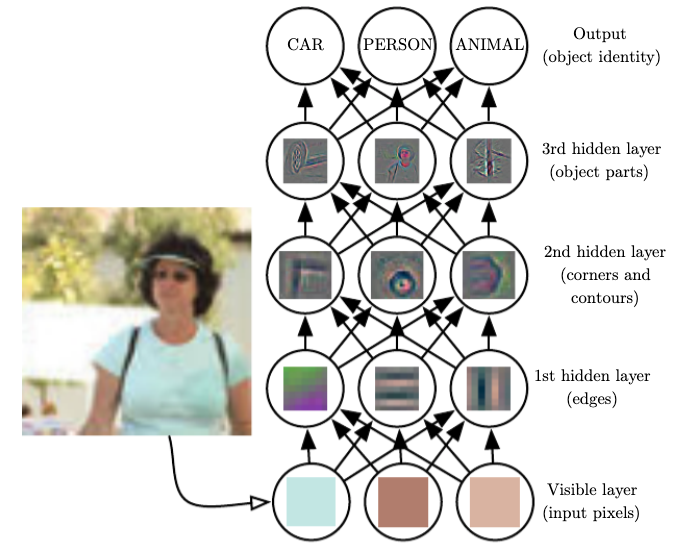 CAR PERSON ANIMAL
Output
(object identity)
3rd hidden layer
(object parts)
2nd hidden layer
(corners and
contours)
1st hidden layer
(edges)
Visible layer
(input pixels)